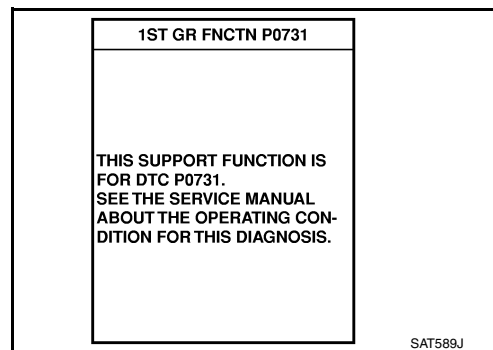 1ST GR FNCTN P0731
THIS SUPPORT FUNCTION IS
FOR DTC P0731.
SEE THE SERVICE MANUAL
ABOUT THE OPERATING CON-
DITION FOR THIS DIAGNOSIS.
SAT589J